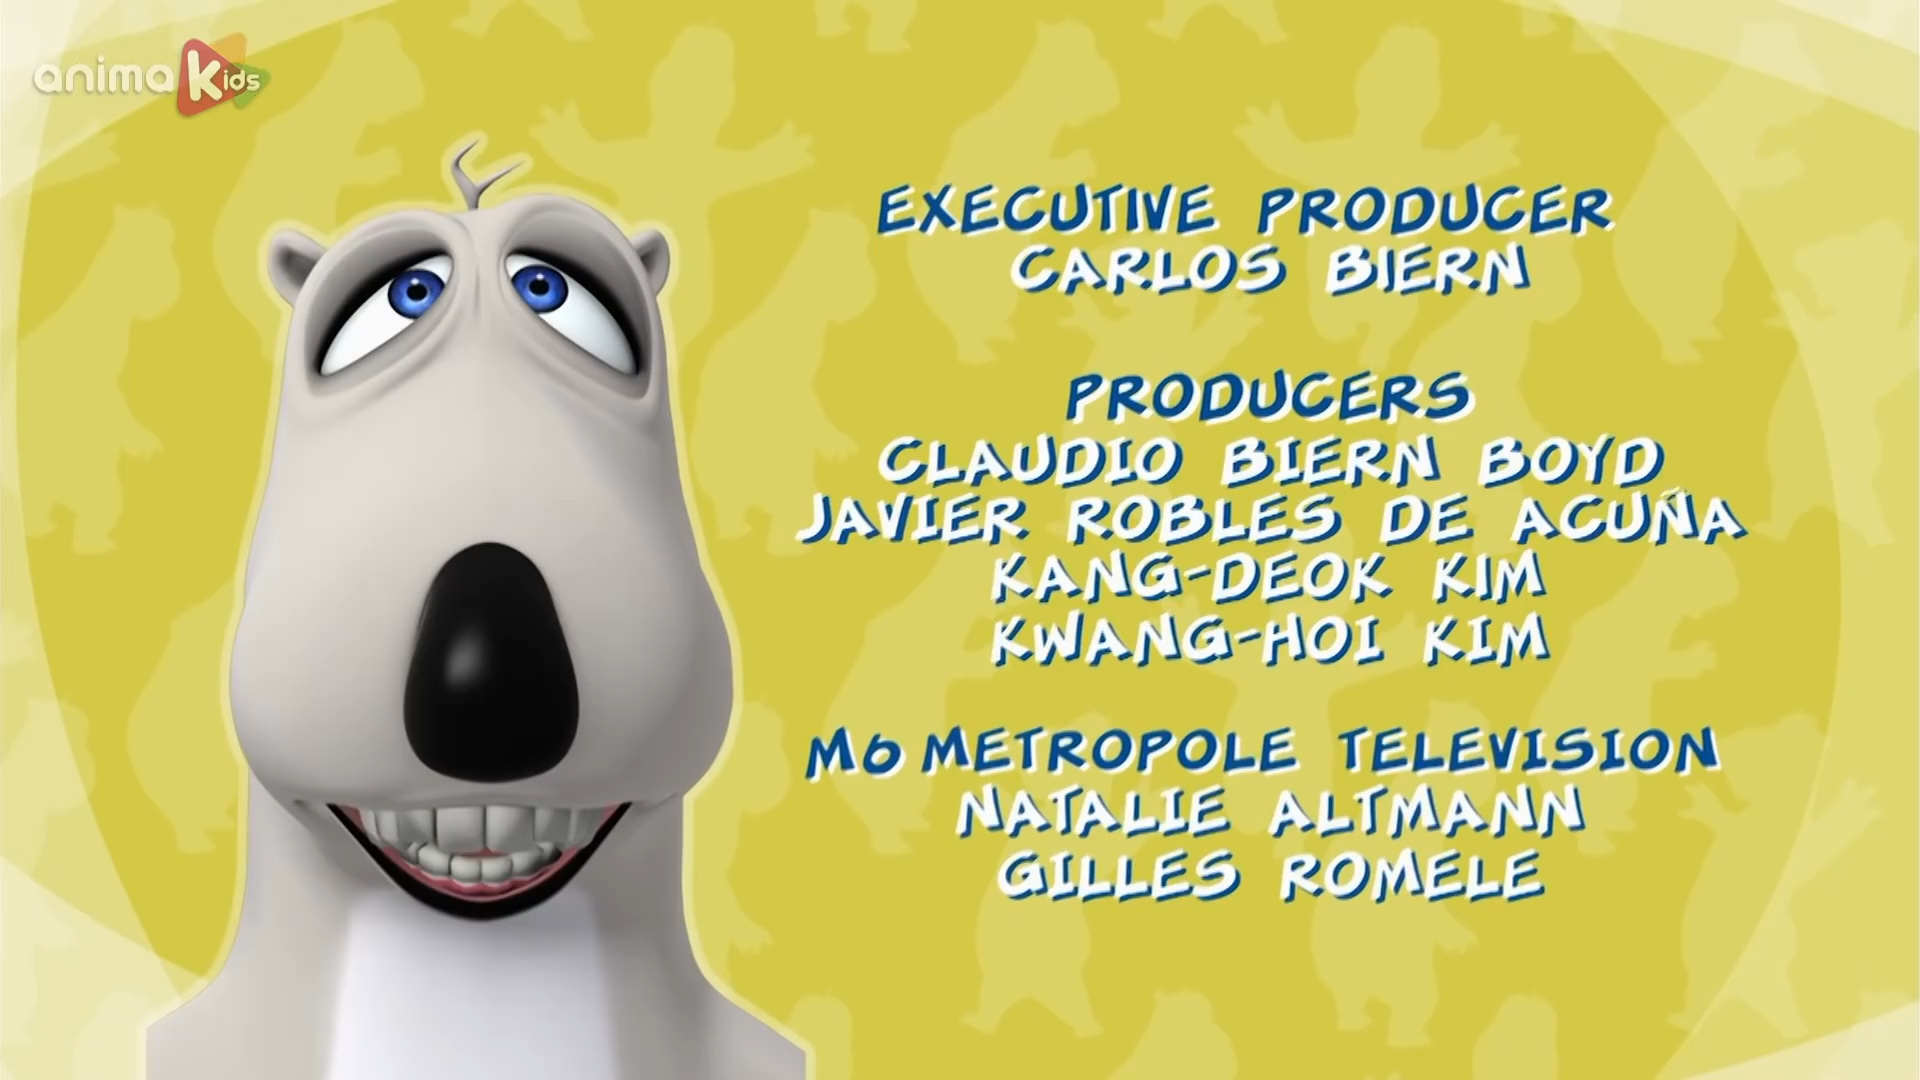 anima Kids
EXECUTIVE PRODUCER
CARLOS BIERN
PRODUCERS
CLAUDIO BIERN BOYD
JAVIER ROBLES DE ACUÑA
KANG-DEOK KIM
KWANG-HOI KIM
M6 METROPOLE TELEVISION
NATALIE ALTMANN
GILLES ROMELE